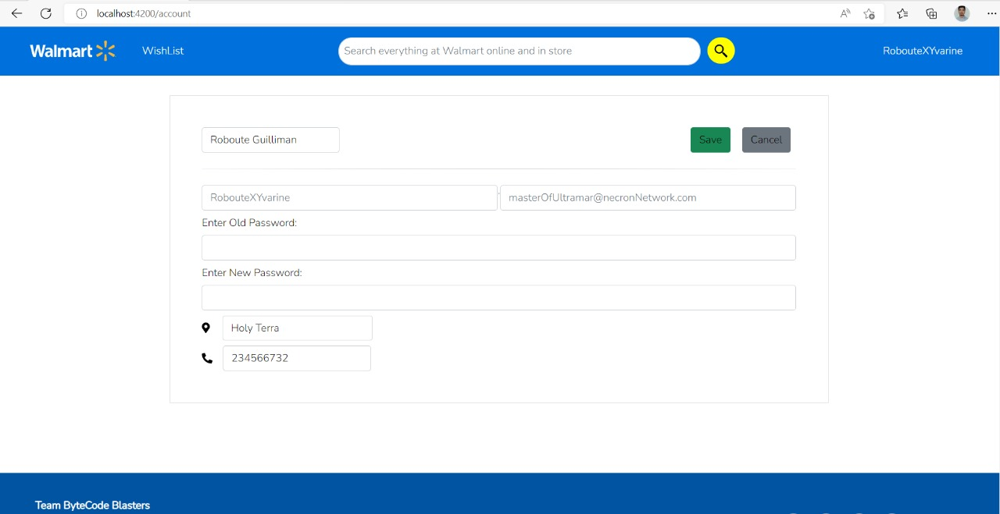 localhost:4200/account
Walmart WishList Search everything at Walmart online and in store RobouteXYvarine
Roboute Guilliman Save Cancel
RobouteXYvarine masterOfUltramar@necronNetwork.com
Enter Old Password:
Enter New Password:
Holy Terra
234566732
Team ByteCode Blasters